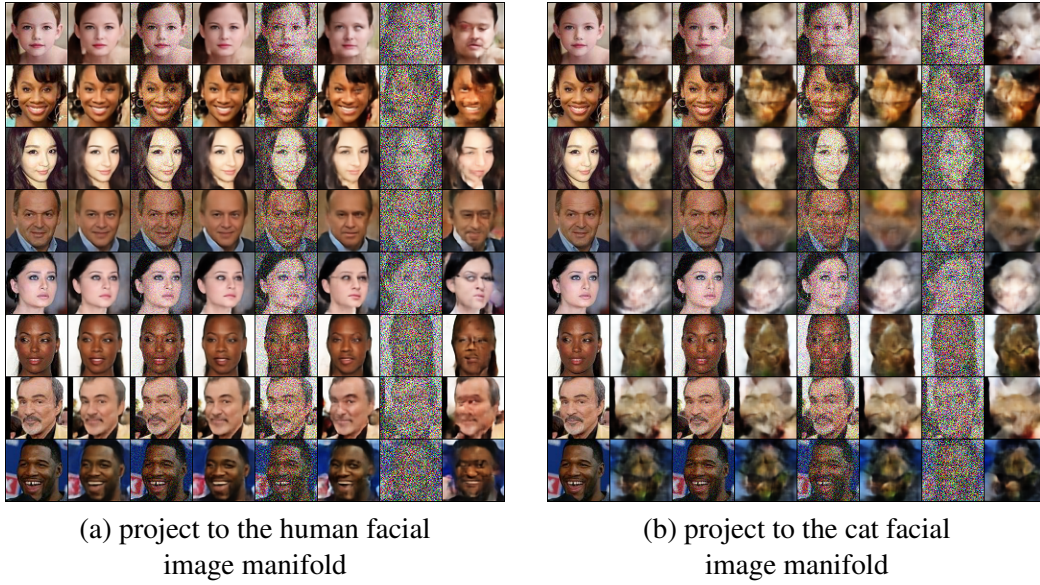 (a) project to the human facial
image manifold
(b) project to the cat facial
image manifold